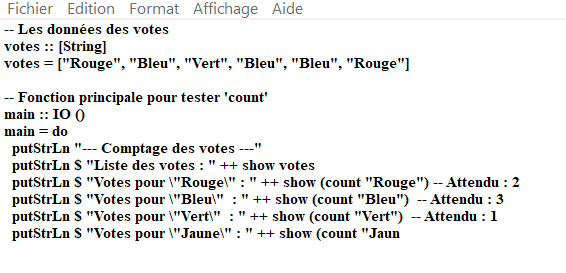 Fichier Edition Format Affichage Aide
-- Les données des votes
votes :: [String]
votes = ["Rouge", "Bleu", "Vert", "Bleu", "Bleu", "Rouge"]

-- Fonction principale pour tester 'count'
main :: IO ()
main = do
  putStrLn "--- Comptage des votes ---"
  putStrLn $ "Liste des votes : " ++ show votes
  putStrLn $ "Votes pour \"Rouge\" : " ++ show (count "Rouge") -- Attendu : 2
  putStrLn $ "Votes pour \"Bleu\"  : " ++ show (count "Bleu")  -- Attendu : 3
  putStrLn $ "Votes pour \"Vert\"  : " ++ show (count "Vert")  -- Attendu : 1
  putStrLn $ "Votes pour \"Jaune\" : " ++ show (count "Jaun